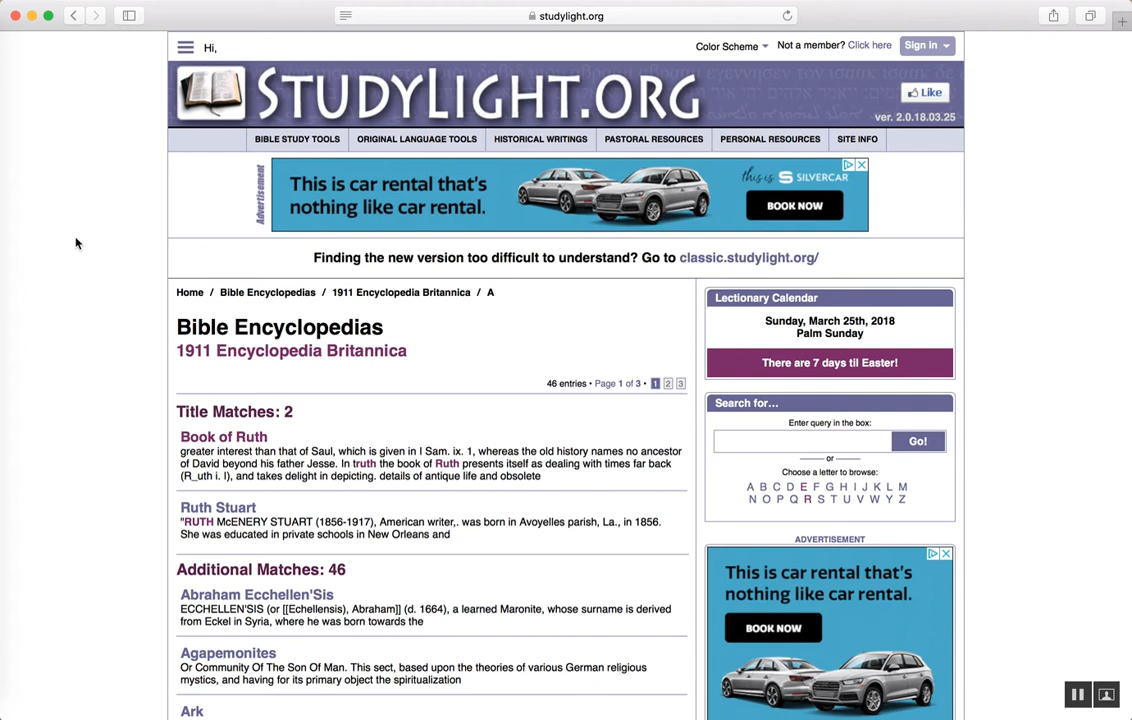 studylight.org
Hi,
Color Scheme
Not a member? Click here
Sign in
STUDYLIGHT.ORG
Like
ver. 2.0.18.03.25
BIBLE STUDY TOOLS
ORIGINAL LANGUAGE TOOLS
HISTORICAL WRITINGS
PASTORAL RESOURCES
PERSONAL RESOURCES
SITE INFO
Advertisement
This is car rental that's
nothing like car rental.
this is SILVERCAR
BOOK NOW
Finding the new version too difficult to understand? Go to classic.studylight.org/
Home / Bible Encyclopedias / 1911 Encyclopedia Britannica / A
Bible Encyclopedias
1911 Encyclopedia Britannica
46 entries • Page 1 of 3 • 1 2 3
Title Matches: 2
Book of Ruth
greater interest than that of Saul, which is given in I Sam. ix. 1, whereas the old history names no ancestor
of David beyond his father Jesse. In truth the book of Ruth presents itself as dealing with times far back
(R_uth i. I), and takes delight in depicting. details of antique life and obsolete
Ruth Stuart
"RUTH McENERY STUART (1856-1917), American writer,. was born in Avoyelles parish, La., in 1856.
She was educated in private schools in New Orleans and
Additional Matches: 46
Abraham Ecchellen'Sis
ECCHELLEN'SIS (or [[Echellensis), Abraham]] (d. 1664), a learned Maronite, whose surname is derived
from Eckel in Syria, where he was born towards the
Agapemonites
Or Community Of The Son Of Man. This sect, based upon the theories of various German religious
mystics, and having for its primary object the spiritualization
Ark
Lectionary Calendar
Sunday, March 25th, 2018
Palm Sunday
There are 7 days til Easter!
Search for…
Enter query in the box:
Go!
or
Choose a letter to browse:
A B C D E F G H I J K L M
N O P Q R S T U V W Y Z
ADVERTISEMENT
This is car rental that's
nothing like car rental.
BOOK NOW